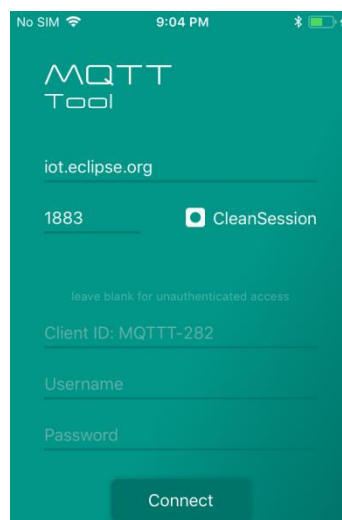 No SIM 9:04 PM
MQTT
Tool
iot.eclipse.org
1883 CleanSession
leave blank for unauthenticated access
Client ID: MQTTT-282
Username
Password
Connect